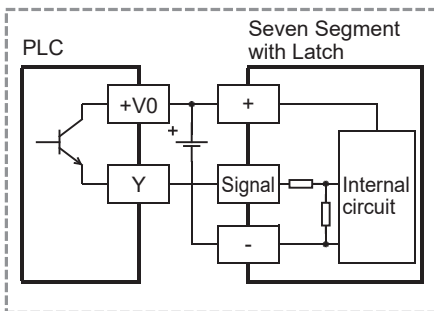 PLC
Seven Segment
with Latch
+V0
+
+
Y
Signal
Internal
circuit
-